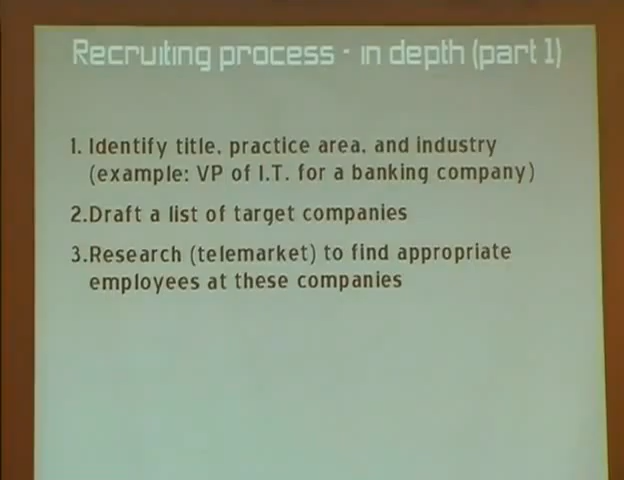 Recruiting process - in depth (part 1)
1. Identify title, practice area, and industry
(example: VP of I.T. for a banking company)
2.Draft a list of target companies
3.Research (telemarket) to find appropriate
employees at these companies